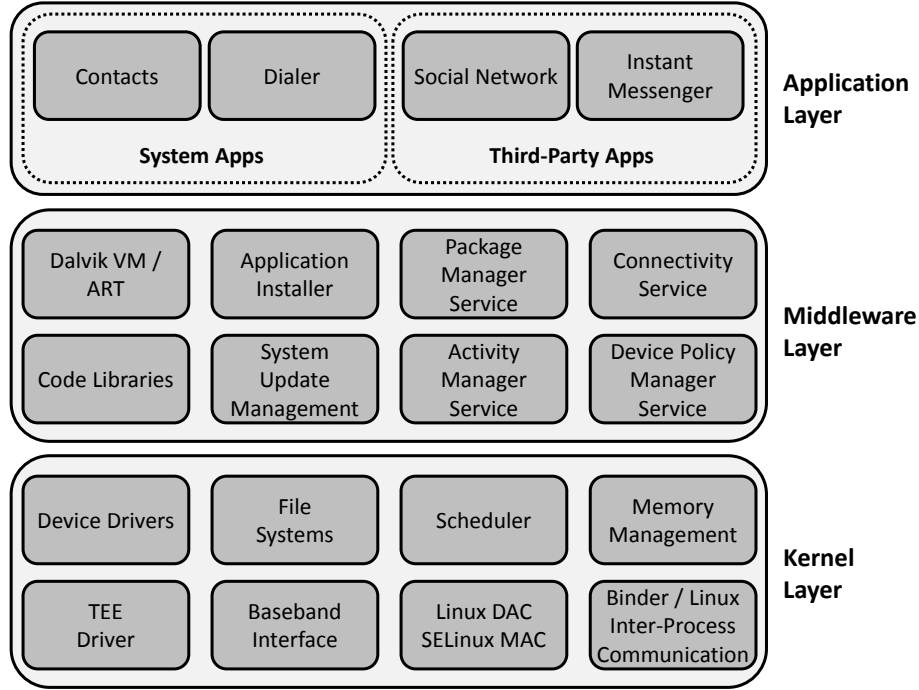 Contacts
Dialer
Social Network
Instant
Messenger
System Apps
Third-Party Apps
Application
Layer
Dalvik VM /
ART
Application
Installer
Package
Manager
Service
Connectivity
Service
Code Libraries
System
Update
Management
Activity
Manager
Service
Device Policy
Manager
Service
Middleware
Layer
Device Drivers
File
Systems
Scheduler
Memory
Management
TEE
Driver
Baseband
Interface
Linux DAC
SELinux MAC
Binder / Linux
Inter-Process
Communication
Kernel
Layer